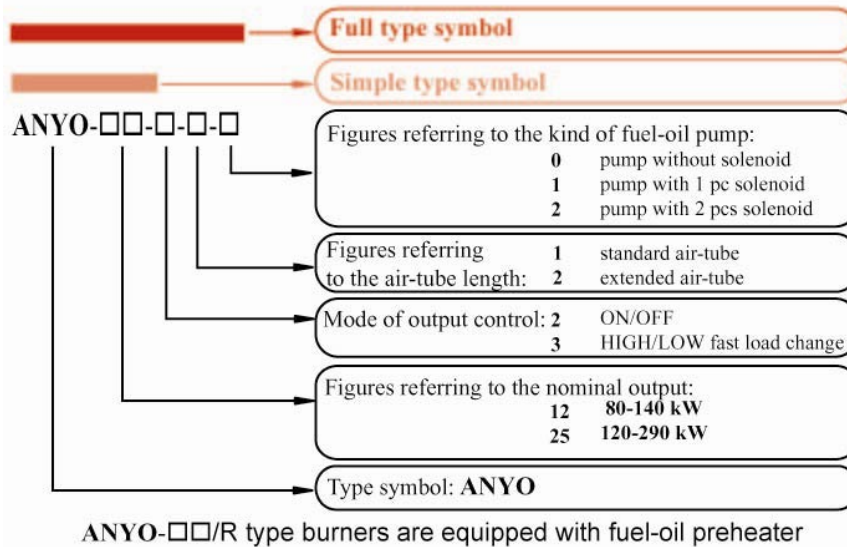 Full type symbol
Simple type symbol
ANYO-□□-□-□-□
Figures referring to the kind of fuel-oil pump:
0 pump without solenoid
1 pump with 1 pc solenoid
2 pump with 2 pcs solenoid
Figures referring 1 standard air-tube
to the air-tube length: 2 extended air-tube
Mode of output control: 2 ON/OFF
3 HIGH/LOW fast load change
Figures referring to the nominal output:
12 80-140 kW
25 120-290 kW
Type symbol: ANYO
ANYO-□□/R type burners are equipped with fuel-oil preheater